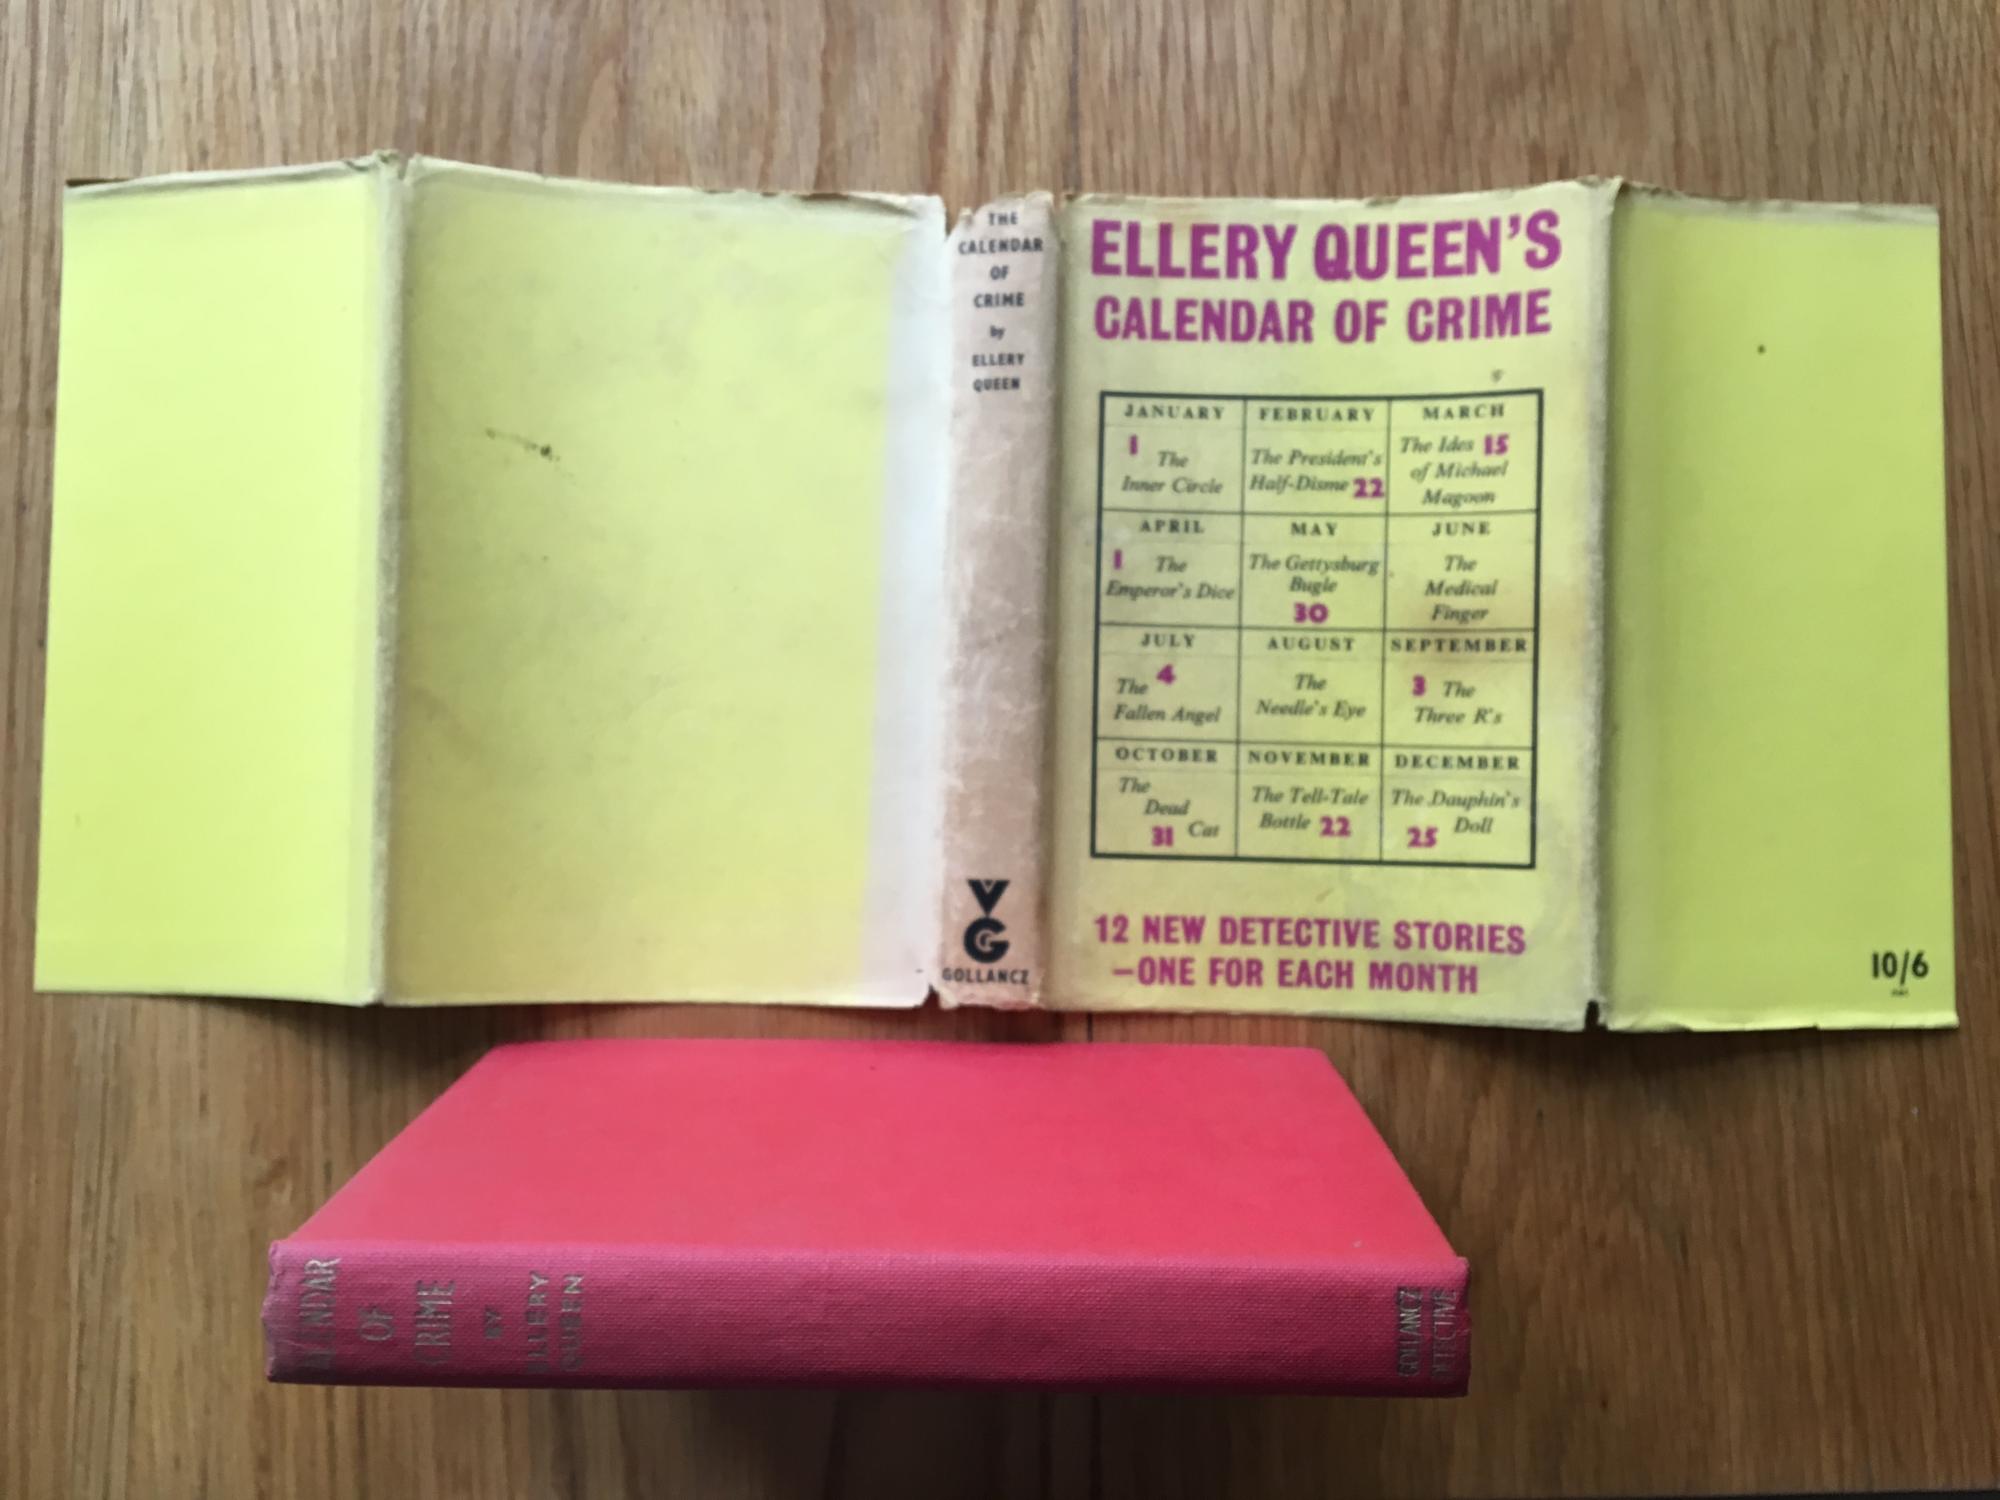 THE
CALENDAR
OF
CRIME
by
ELLERY
QUEEN
VG
GOLLANCZ
ELLERY QUEEN'S
CALENDAR OF CRIME
JANUARY
1 The
Inner Circle
FEBRUARY
The President's
Half-Disme 22
MARCH
The Ides 15
of Michael
Magoon
APRIL
1 The
Emperor's Dice
MAY
The Gettysburg
Bugle
30
JUNE
The
Medical
Finger
JULY
The 4
Fallen Angel
AUGUST
The
Needle's Eye
SEPTEMBER
3 The
Three R's
OCTOBER
The
Dead
31 Cat
NOVEMBER
The Tell-Tale
Bottle 22
DECEMBER
The Dauphin's
25 Doll
12 NEW DETECTIVE STORIES
—ONE FOR EACH MONTH
10/6
CALENDAR
OF
CRIME
BY
ELLERY
QUEEN
GOLLANCZ
DETECTIVE